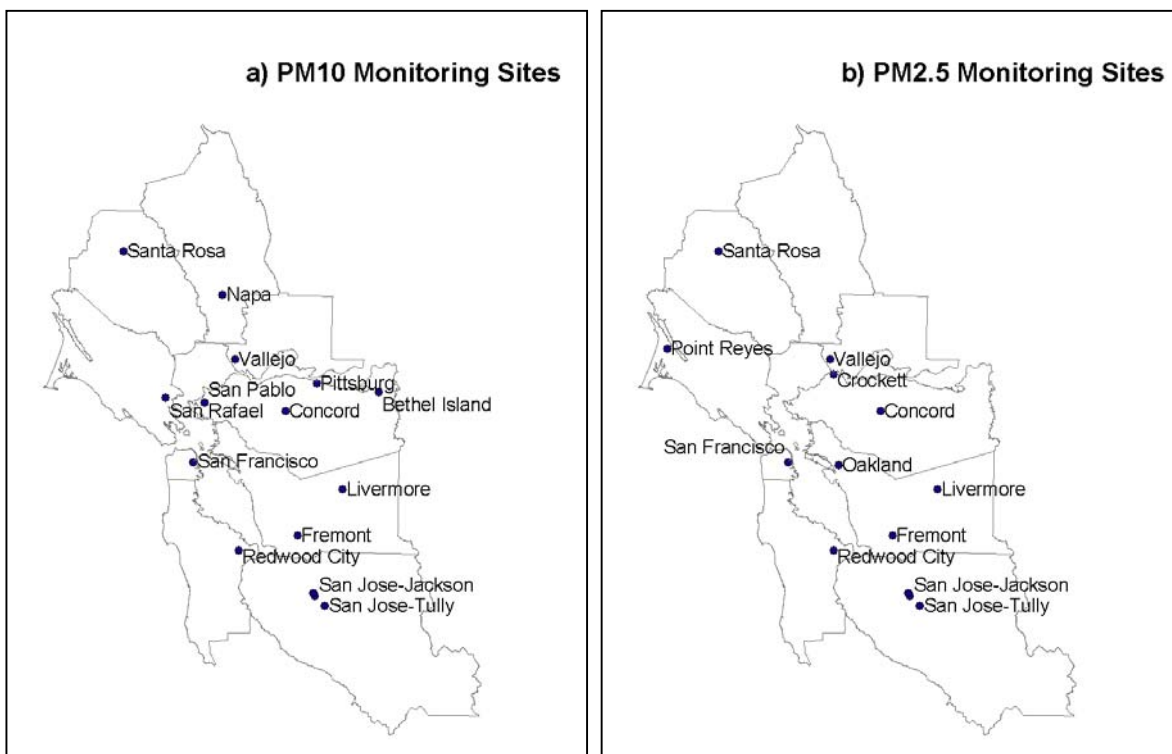 a) PM10 Monitoring Sites
Santa Rosa
Napa
Vallejo
Pittsburg
San Pablo
Bethel Island
San Rafael
Concord
San Francisco
Livermore
Fremont
Redwood City
San Jose-Jackson
San Jose-Tully
b) PM2.5 Monitoring Sites
Santa Rosa
Point Reyes
Vallejo
Crockett
Concord
San Francisco
Oakland
Livermore
Fremont
Redwood City
San Jose-Jackson
San Jose-Tully